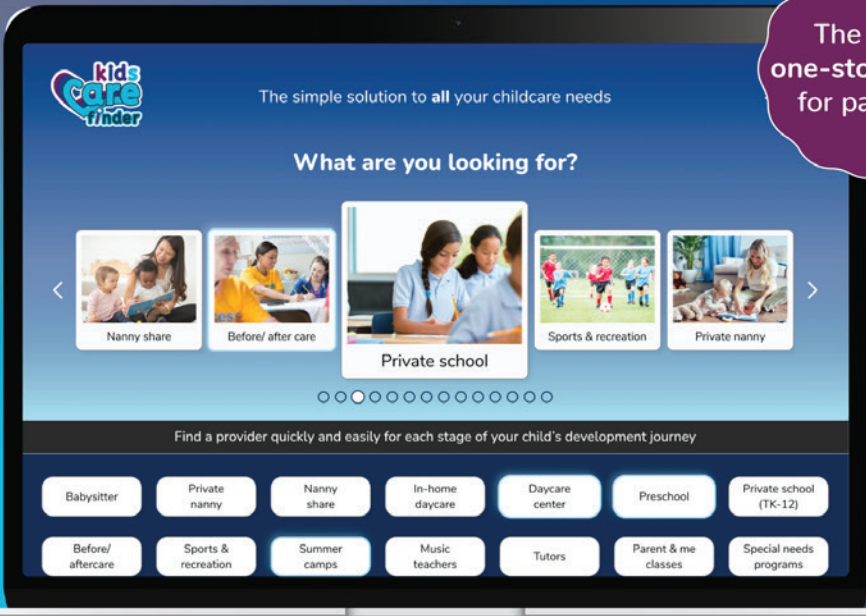 The
one-sto
for pa
kids
care
finder
The simple solution to all your childcare needs
What are you looking for?
Nanny share
Before/ after care
Private school
Sports & recreation
Private nanny
Find a provider quickly and easily for each stage of your child's development journey
Babysitter
Private
nanny
Nanny
share
In-home
daycare
Daycare
center
Preschool
Private school
(TK-12)
Before/
aftercare
Sports &
recreation
Summer
camps
Music
teachers
Tutors
Parent & me
classes
Special needs
programs